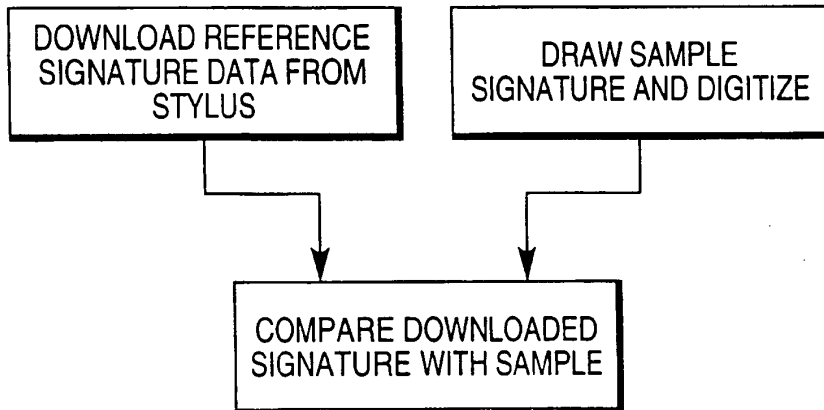 DOWNLOAD REFERENCE
SIGNATURE DATA FROM
STYLUS
DRAW SAMPLE
SIGNATURE AND DIGITIZE
COMPARE DOWNLOADED
SIGNATURE WITH SAMPLE